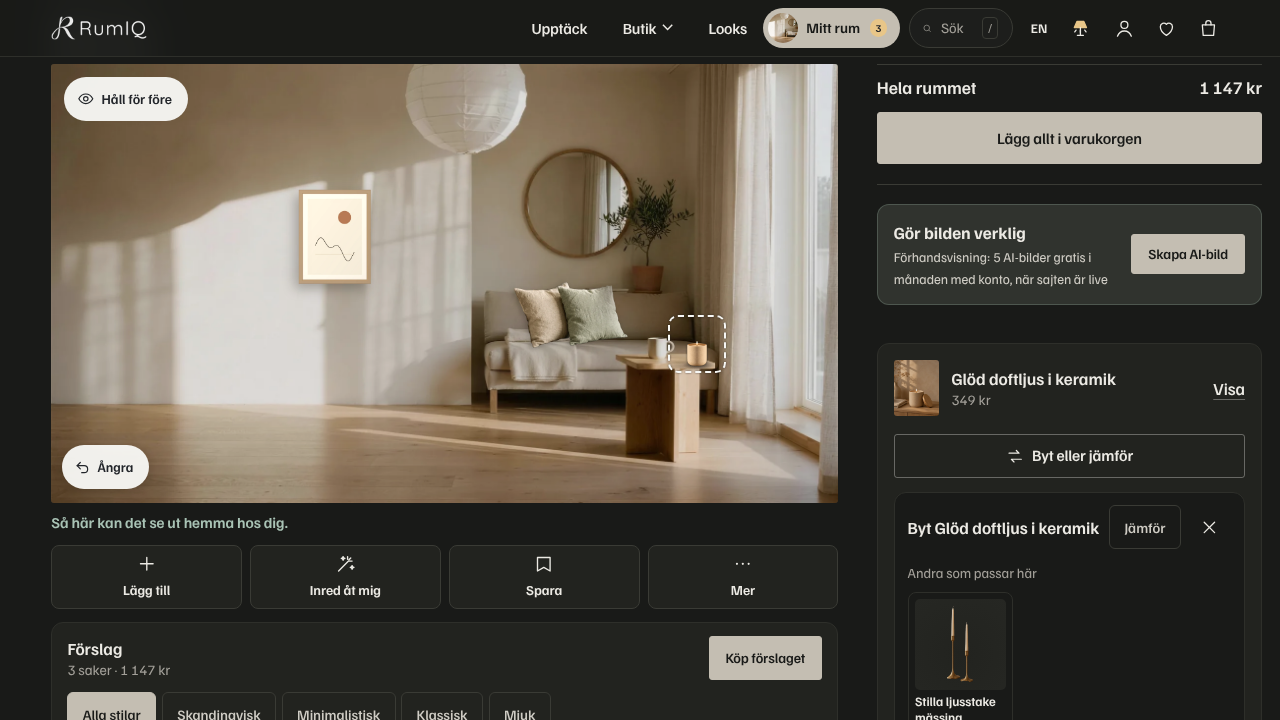 RumIQ
Upptäck
Butik
Looks
Mitt rum
3
Sök
/
EN
Håll för före
Ångra
Så här kan det se ut hemma hos dig.
Lägg till
Inred åt mig
Spara
Mer
Förslag
3 saker · 1 147 kr
Köp förslaget
Alla stilar
Skandinavisk
Minimalistisk
Klassisk
Mjuk
Hela rummet
1 147 kr
Lägg allt i varukorgen
Gör bilden verklig
Förhandsvisning: 5 AI-bilder gratis i
månaden med konto, när sajten är live
Skapa AI-bild
Glöd doftljus i keramik
349 kr
Visa
Byt eller jämför
Byt Glöd doftljus i keramik
Jämför
Andra som passar här
Stilla ljusstake
mässing